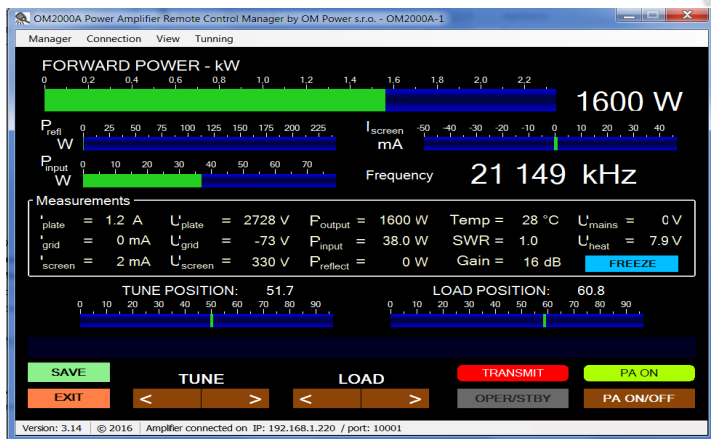 OM2000A Power Amplifier Remote Control Manager by OM Power s.r.o. - OM2000A-1
Manager Connection View Tunning
FORWARD POWER - kW
0 0,2 0,4 0,6 0,8 1,0 1,2 1,4 1,6 1,8 2,0 2,2
1600 W
Prefl W 0 25 50 75 100 125 150 175 200 225
Iscreen mA -50 -40 -30 -20 -10 0 10 20 30 40
Pinput W 0 10 20 30 40 50 60 70
Frequency 21 149 kHz
Measurements
Iplate = 1.2 A Uplate = 2728 V Poutput = 1600 W Temp = 28 °C Umains = 0 V
Igrid = 0 mA Ugrid = -73 V Pinput = 38.0 W SWR = 1.0 Uheat = 7.9 V
Iscreen = 2 mA Uscreen = 330 V Preflect = 0 W Gain = 16 dB FREEZE
TUNE POSITION: 51.7 LOAD POSITION: 60.8
0 10 20 30 40 50 60 70 80 90 0 10 20 30 40 50 60 70 80 90
SAVE TUNE LOAD TRANSMIT PA ON
EXIT < > < > OPER/STBY PA ON/OFF
Version: 3.14 © 2016 Amplifier connected on IP: 192.168.1.220 / port: 10001